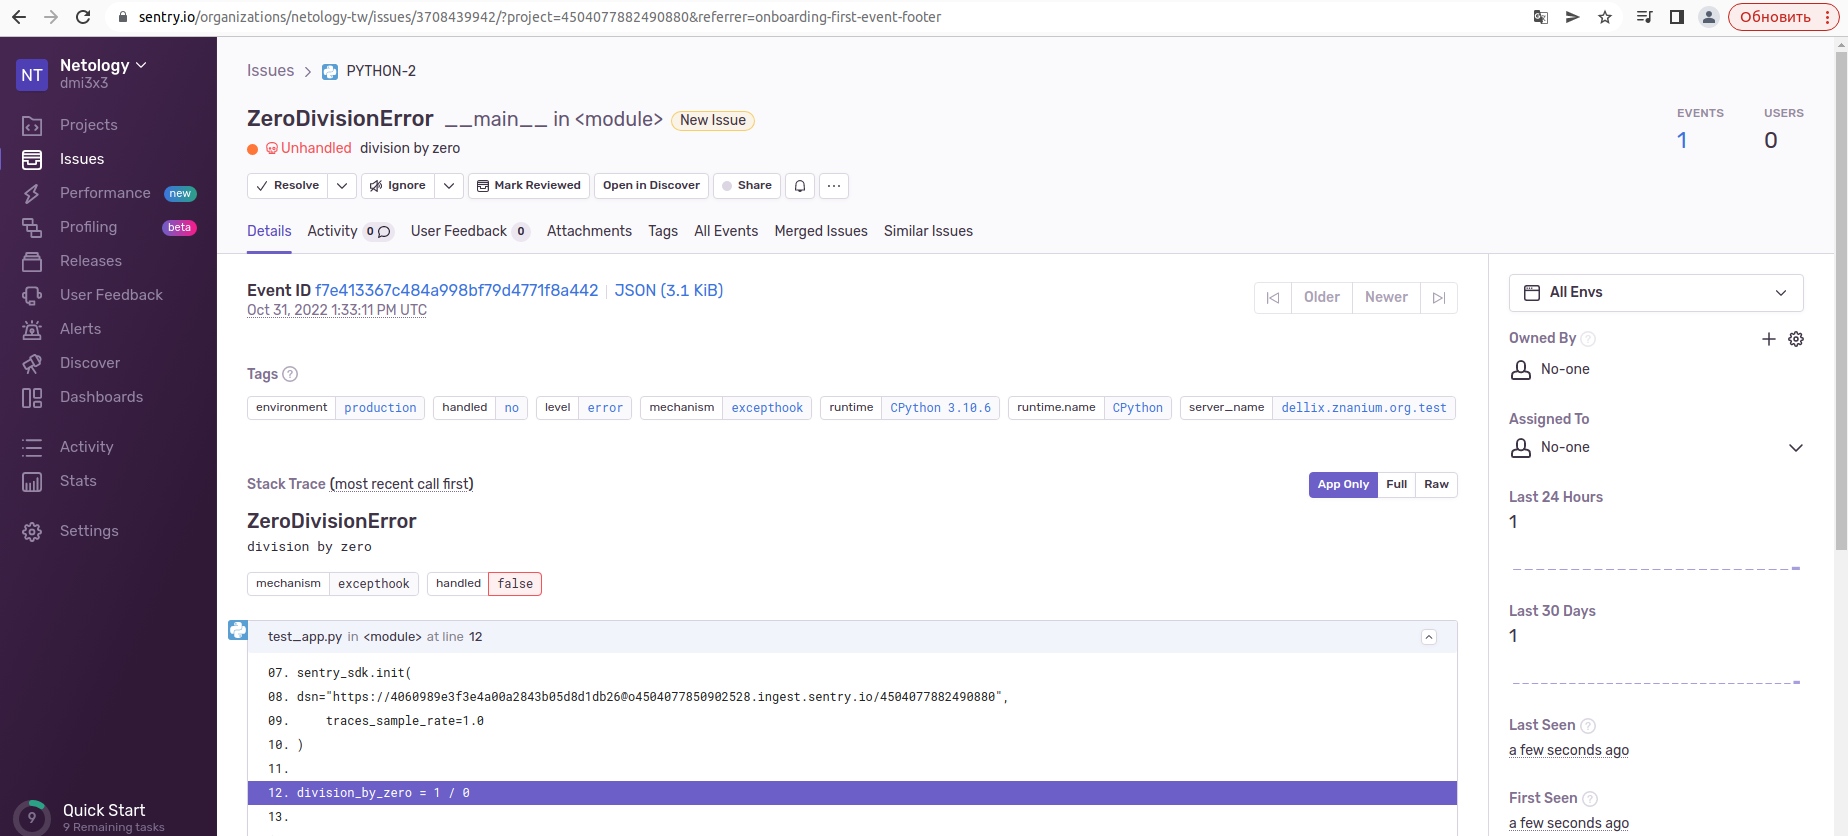 sentry.io/organizations/netology-tw/issues/3708439942/?project=4504077882490880&referrer=onboarding-first-event-footer
Обновить
NT
Netology
dmi3x3
Projects
Issues
Performance new
Profiling beta
Releases
User Feedback
Alerts
Discover
Dashboards
Activity
Stats
Settings
9
Quick Start
9 Remaining tasks
Issues > PYTHON-2
ZeroDivisionError __main__ in <module> New Issue
Unhandled division by zero
EVENTS
1
USERS
0
Resolve Ignore Mark Reviewed Open in Discover Share ...
Details Activity 0 User Feedback 0 Attachments Tags All Events Merged Issues Similar Issues
Event ID f7e413367c484a998bf79d4771f8a442 | JSON (3.1 KiB)
Oct 31, 2022 1:33:11 PM UTC
Older Newer
Tags ?
environment production handled no level error mechanism excepthook runtime CPython 3.10.6 runtime.name CPython server_name dellix.znanium.org.test
Stack Trace (most recent call first)
App Only Full Raw
ZeroDivisionError
division by zero
mechanism excepthook handled false
test_app.py in <module> at line 12
07. sentry_sdk.init(
08. dsn="https://4060989e3f3e4a00a2843b05d8d1db26@o4504077850902528.ingest.sentry.io/4504077882490880",
09.     traces_sample_rate=1.0
10. )
11.
12. division_by_zero = 1 / 0
13.
All Envs
Owned By ?
No-one
Assigned To
No-one
Last 24 Hours
1
Last 30 Days
1
Last Seen ?
a few seconds ago
First Seen ?
a few seconds ago